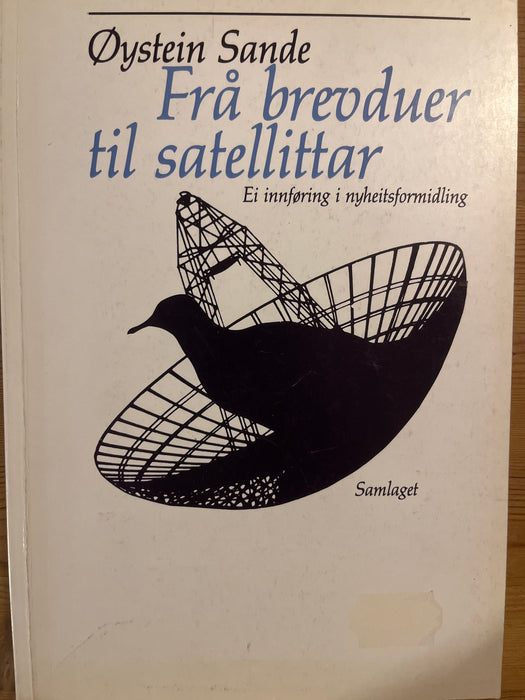 Øystein Sande
Frå brevduer
til satellittar
Ei innføring i nyheitsformidling
Samlaget